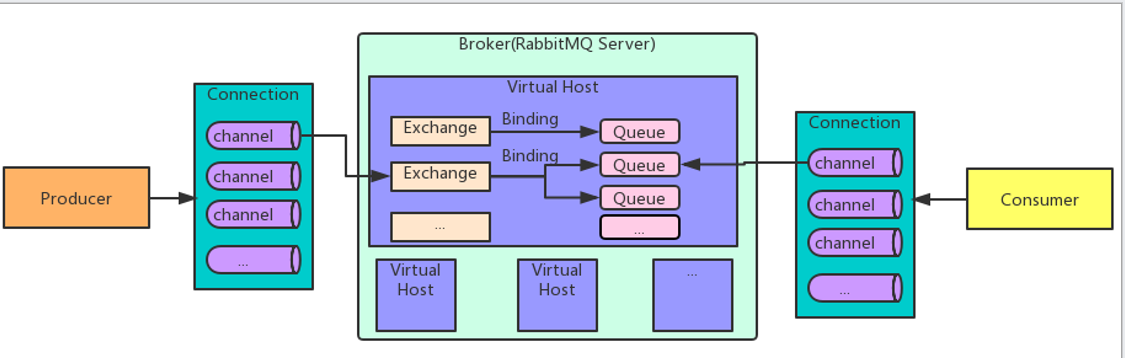 Broker(RabbitMQ Server)
Virtual Host
Connection
channel
channel
channel
...
Producer
Exchange
Binding
Queue
Exchange
Binding
Queue
Queue
...
...
Connection
channel
channel
channel
...
Consumer
Virtual
Host
Virtual
Host
...